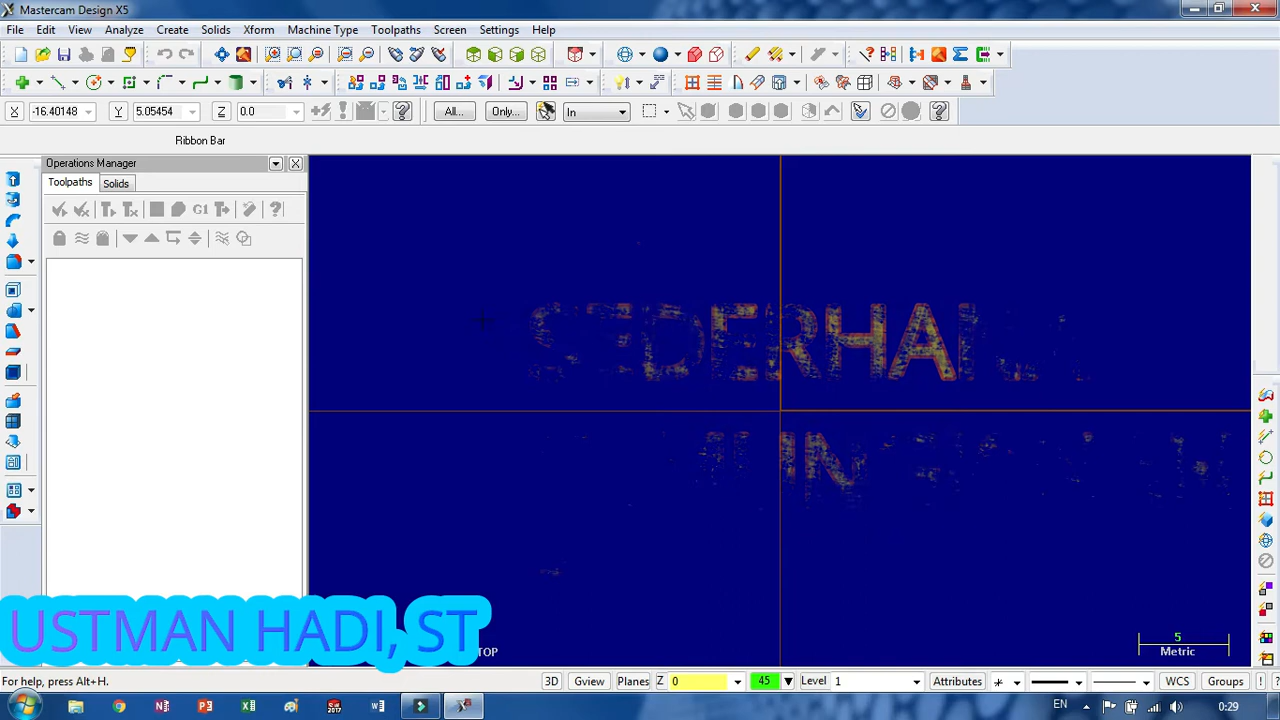 Mastercam Design X5
File Edit View Analyze Create Solids Xform Machine Type Toolpaths Screen Settings Help
X -16.40148 Y 5.05454 Z 0.0 All... Only... In
Ribbon Bar
Operations Manager
Toolpaths Solids
G1
USTMAN HADI, ST
TOP
5
Metric
For help, press Alt+H.
3D Gview Planes Z 0 45 Level 1 Attributes WCS Groups
EN 0:29